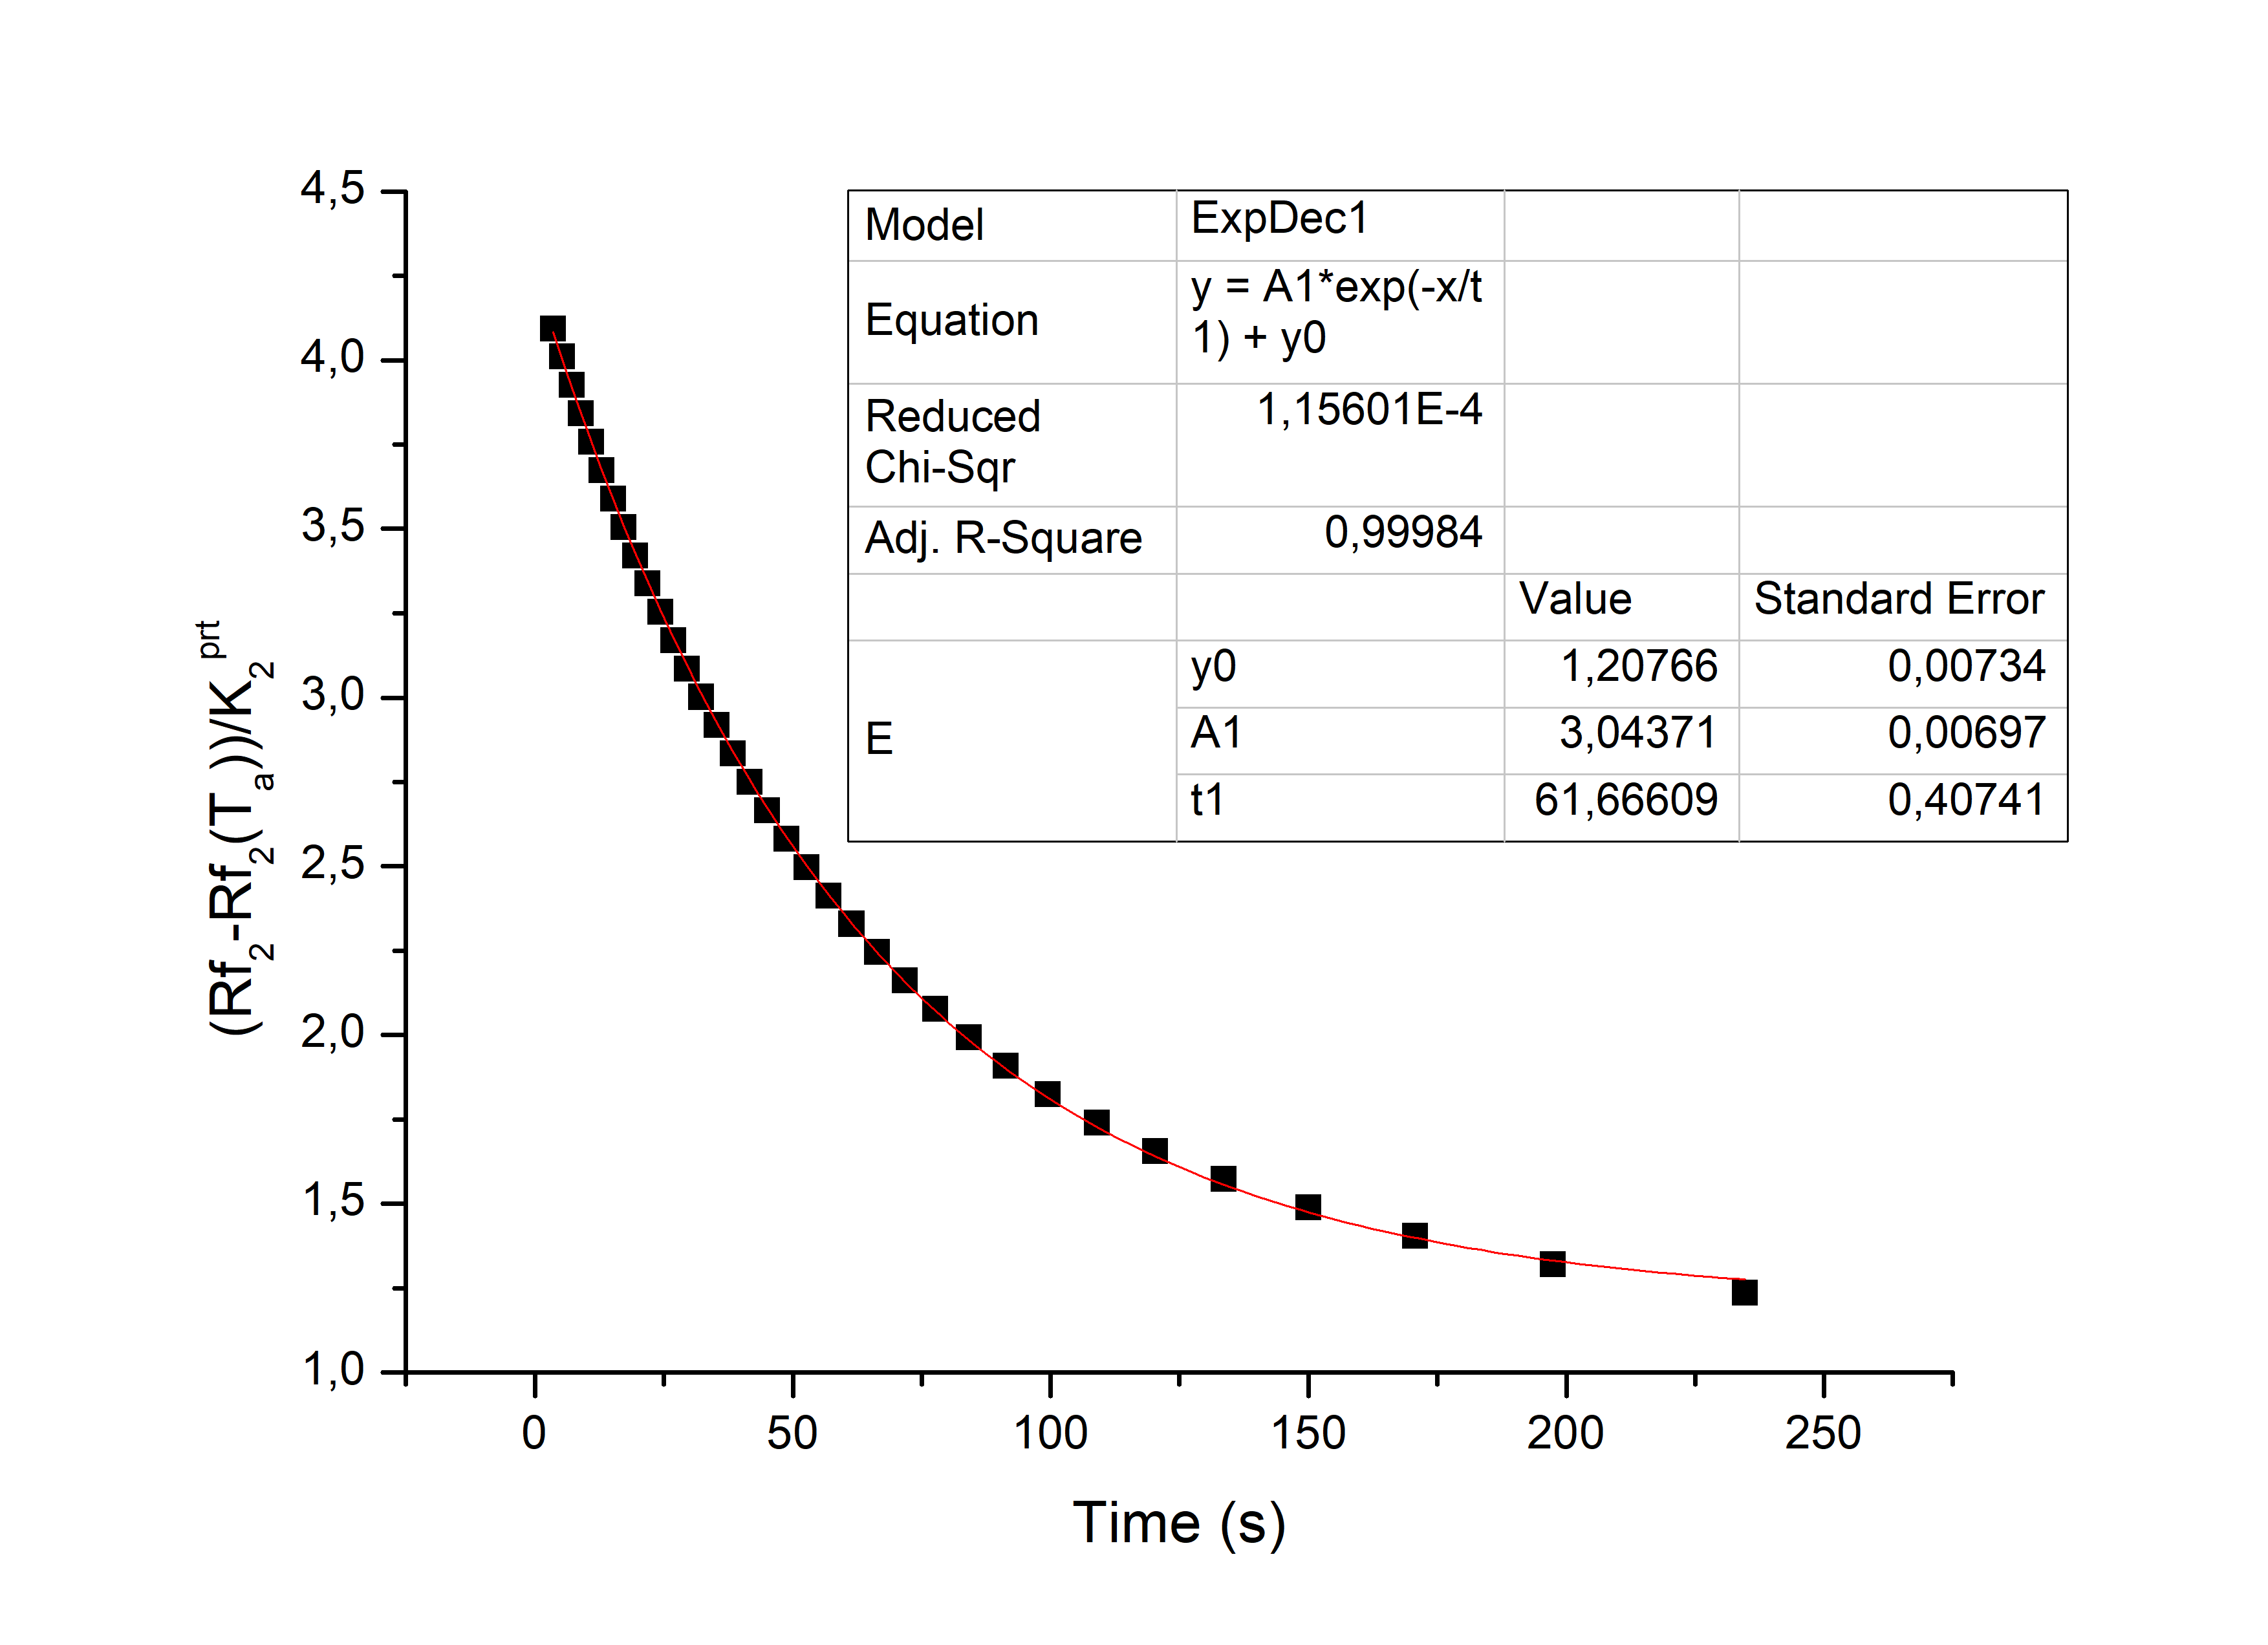 4,5
4,0
3,5
3,0
2,5
2,0
1,5
1,0
(Rf2-Rf2(Ta))/K2prt
Model ExpDec1
Equation y = A1*exp(-x/t
1) + y0
Reduced 1,15601E-4
Chi-Sqr
Adj. R-Square 0,99984
Value Standard Error
E
y0 1,20766 0,00734
A1 3,04371 0,00697
t1 61,66609 0,40741
0 50 100 150 200 250
Time (s)